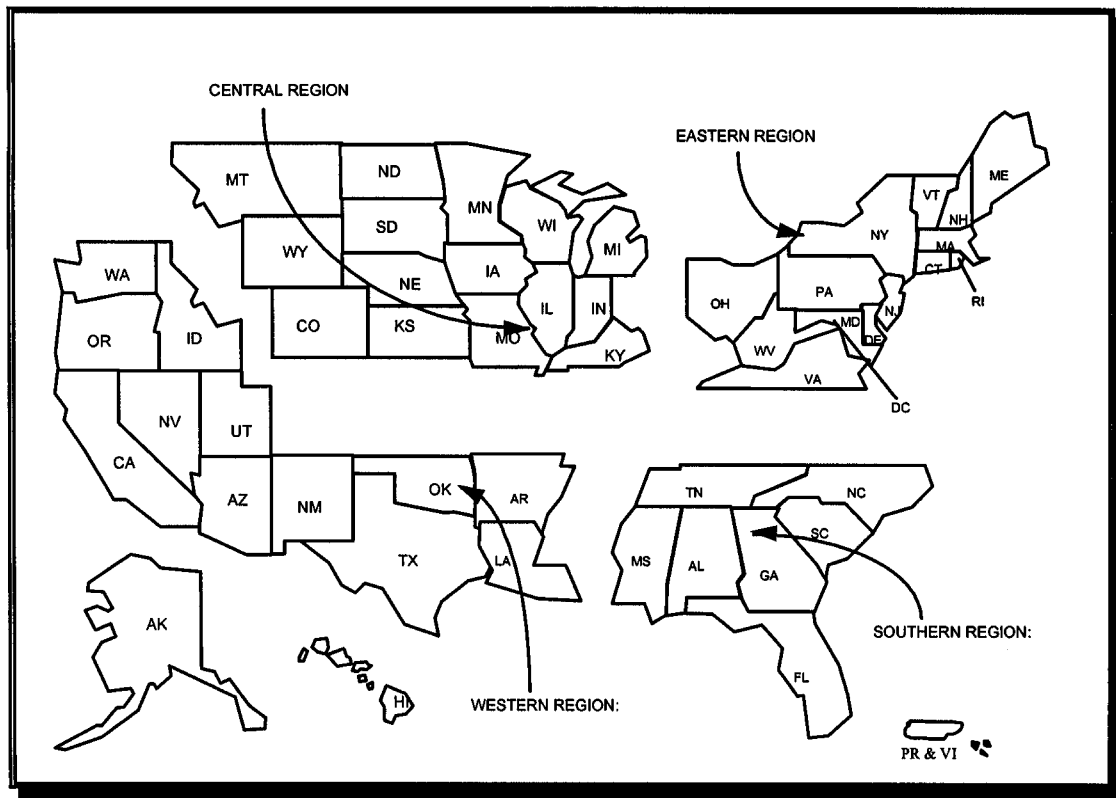 CENTRAL REGION
EASTERN REGION
MT
ND
MN
WI
MI
SD
WY
IA
NE
IL
IN
CO
KS
MO
KY
WA
OR
ID
NV
UT
CA
AZ
NM
OK
AR
TX
LA
AK
HI
WESTERN REGION:
ME
VT
NH
NY
MA
CT
RI
PA
OH
NJ
MD
DE
WV
VA
DC
TN
NC
SC
MS
AL
GA
FL
SOUTHERN REGION:
PR & VI